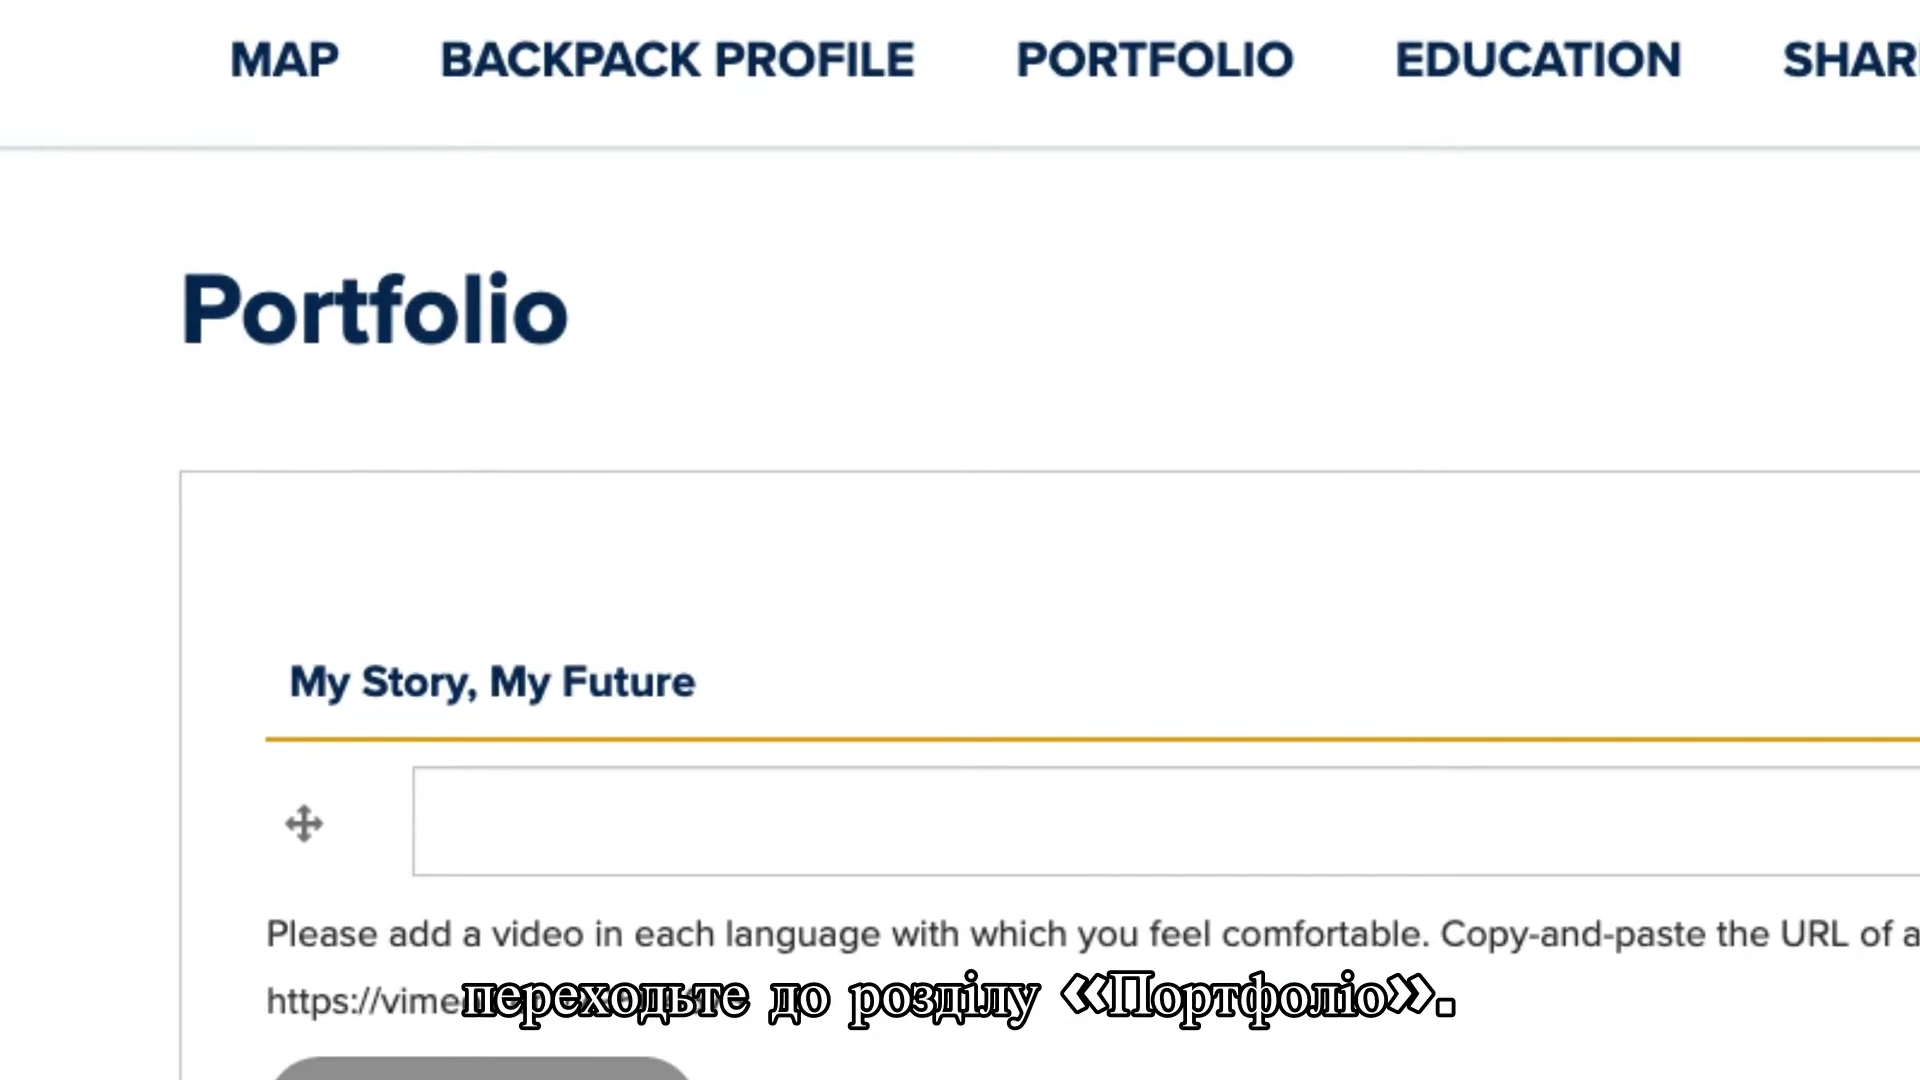 MAP BACKPACK PROFILE PORTFOLIO EDUCATION
Portfolio
My Story, My Future
Please add a video in each language with which you feel comfortable. Copy-and-paste the URL of a
https://vime
переходьте до розділу «Портфоліо».